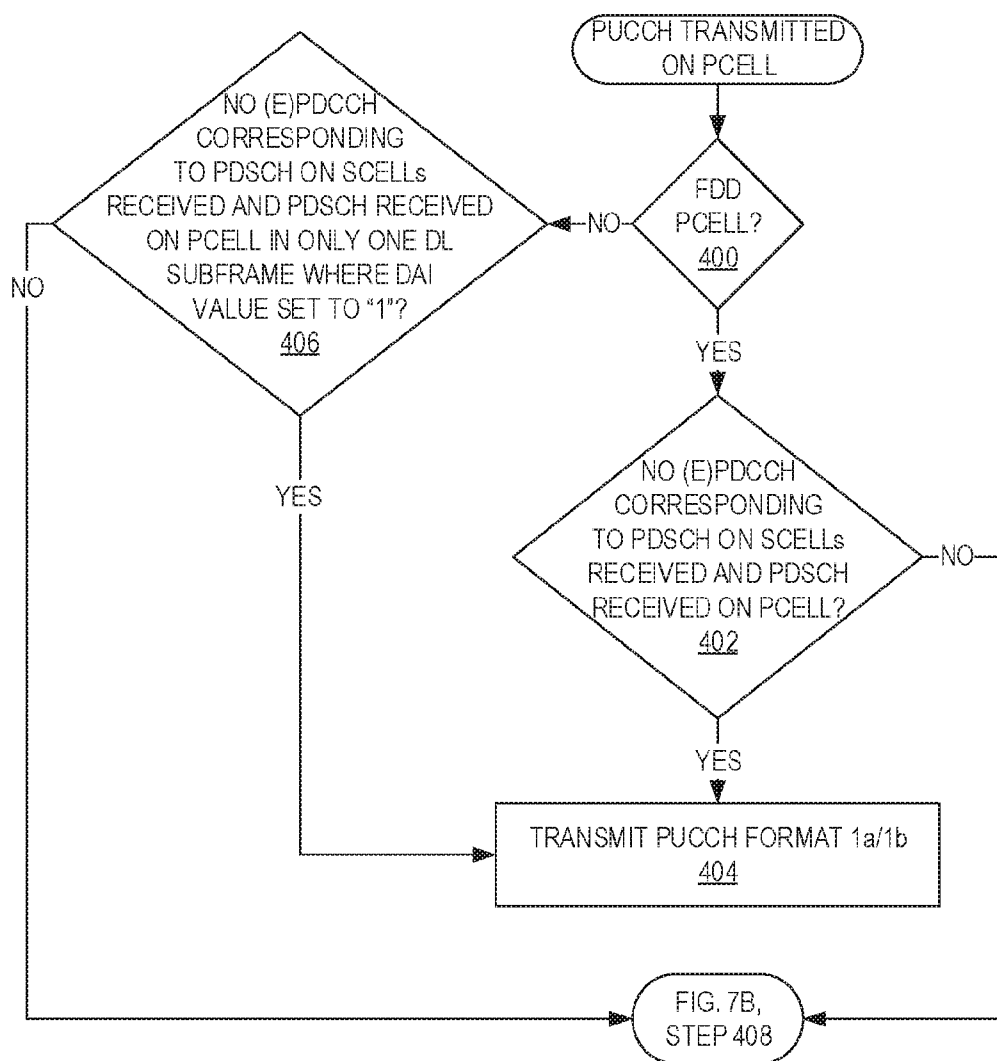 PUCCH TRANSMITTED
ON PCELL
FDD
PCELL?
400
NO
YES
NO (E)PDCCH
CORRESPONDING
TO PDSCH ON SCELLs
RECEIVED AND PDSCH RECEIVED
ON PCELL IN ONLY ONE DL
SUBFRAME WHERE DAI
VALUE SET TO “1”?
406
NO
YES
NO (E)PDCCH
CORRESPONDING
TO PDSCH ON SCELLs
RECEIVED AND PDSCH
RECEIVED ON PCELL?
402
NO
YES
TRANSMIT PUCCH FORMAT 1a/1b
404
FIG. 7B,
STEP 408